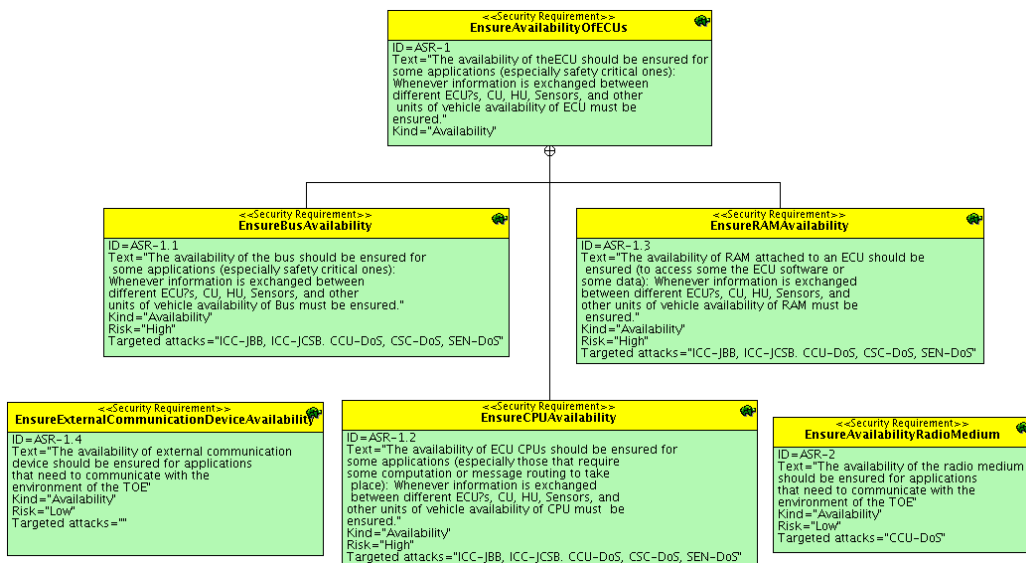 <<Security Requirement>>
EnsureAvailabilityOfECUs
ID=ASR-1
Text="The availability of theECU should be ensured for
some applications (especially safety critical ones):
Whenever information is exchanged between
different ECU?s, CU, HU, Sensors, and other
units of vehicle availability of ECU must be
ensured."
Kind="Availability"
<<Security Requirement>>
EnsureBusAvailability
ID=ASR-1.1
Text="The availability of the bus should be ensured for
some applications (especially safety critical ones):
Whenever information is exchanged between
different ECU?s, CU, HU, Sensors, and other
units of vehicle availability of Bus must be ensured."
Kind="Availability"
Risk="High"
Targeted attacks="ICC-JBB, ICC-JCSB. CCU-DoS, CSC-DoS, SEN-DoS"
<<Security Requirement>>
EnsureRAMAvailability
ID=ASR-1.3
Text="The availability of RAM attached to an ECU should be
ensured (to access some the ECU software or
some data): Whenever information is exchanged
between different ECU?s, CU, HU, Sensors, and
other units of vehicle availability of RAM must be
ensured."
Kind="Availability"
Risk="High"
Targeted attacks="ICC-JBB, ICC-JCSB. CCU-DoS, CSC-DoS, SEN-DoS"
<<Security Requirement>>
EnsureExternalCommunicationDeviceAvailability
ID=ASR-1.4
Text="The availability of external communication
device should be ensured for applications
that need to communicate with the
environment of the TOE"
Kind="Availability"
Risk="Low"
Targeted attacks=""
<<Security Requirement>>
EnsureCPUAvailability
ID=ASR-1.2
Text="The availability of ECU CPUs should be ensured for
some applications (especially those that require
some computation or message routing to take
place): Whenever information is exchanged
between different ECU?s, CU, HU, Sensors, and
other units of vehicle availability of CPU must be
ensured."
Kind="Availability"
Risk="High"
Targeted attacks="ICC-JBB, ICC-JCSB. CCU-DoS, CSC-DoS, SEN-DoS"
<<Security Requirement>>
EnsureAvailabilityRadioMedium
ID=ASR-2
Text="The availability of the radio medium
should be ensured for applications
that need to communicate with the
environment of the TOE"
Kind="Availability"
Risk="Low"
Targeted attacks="CCU-DoS"